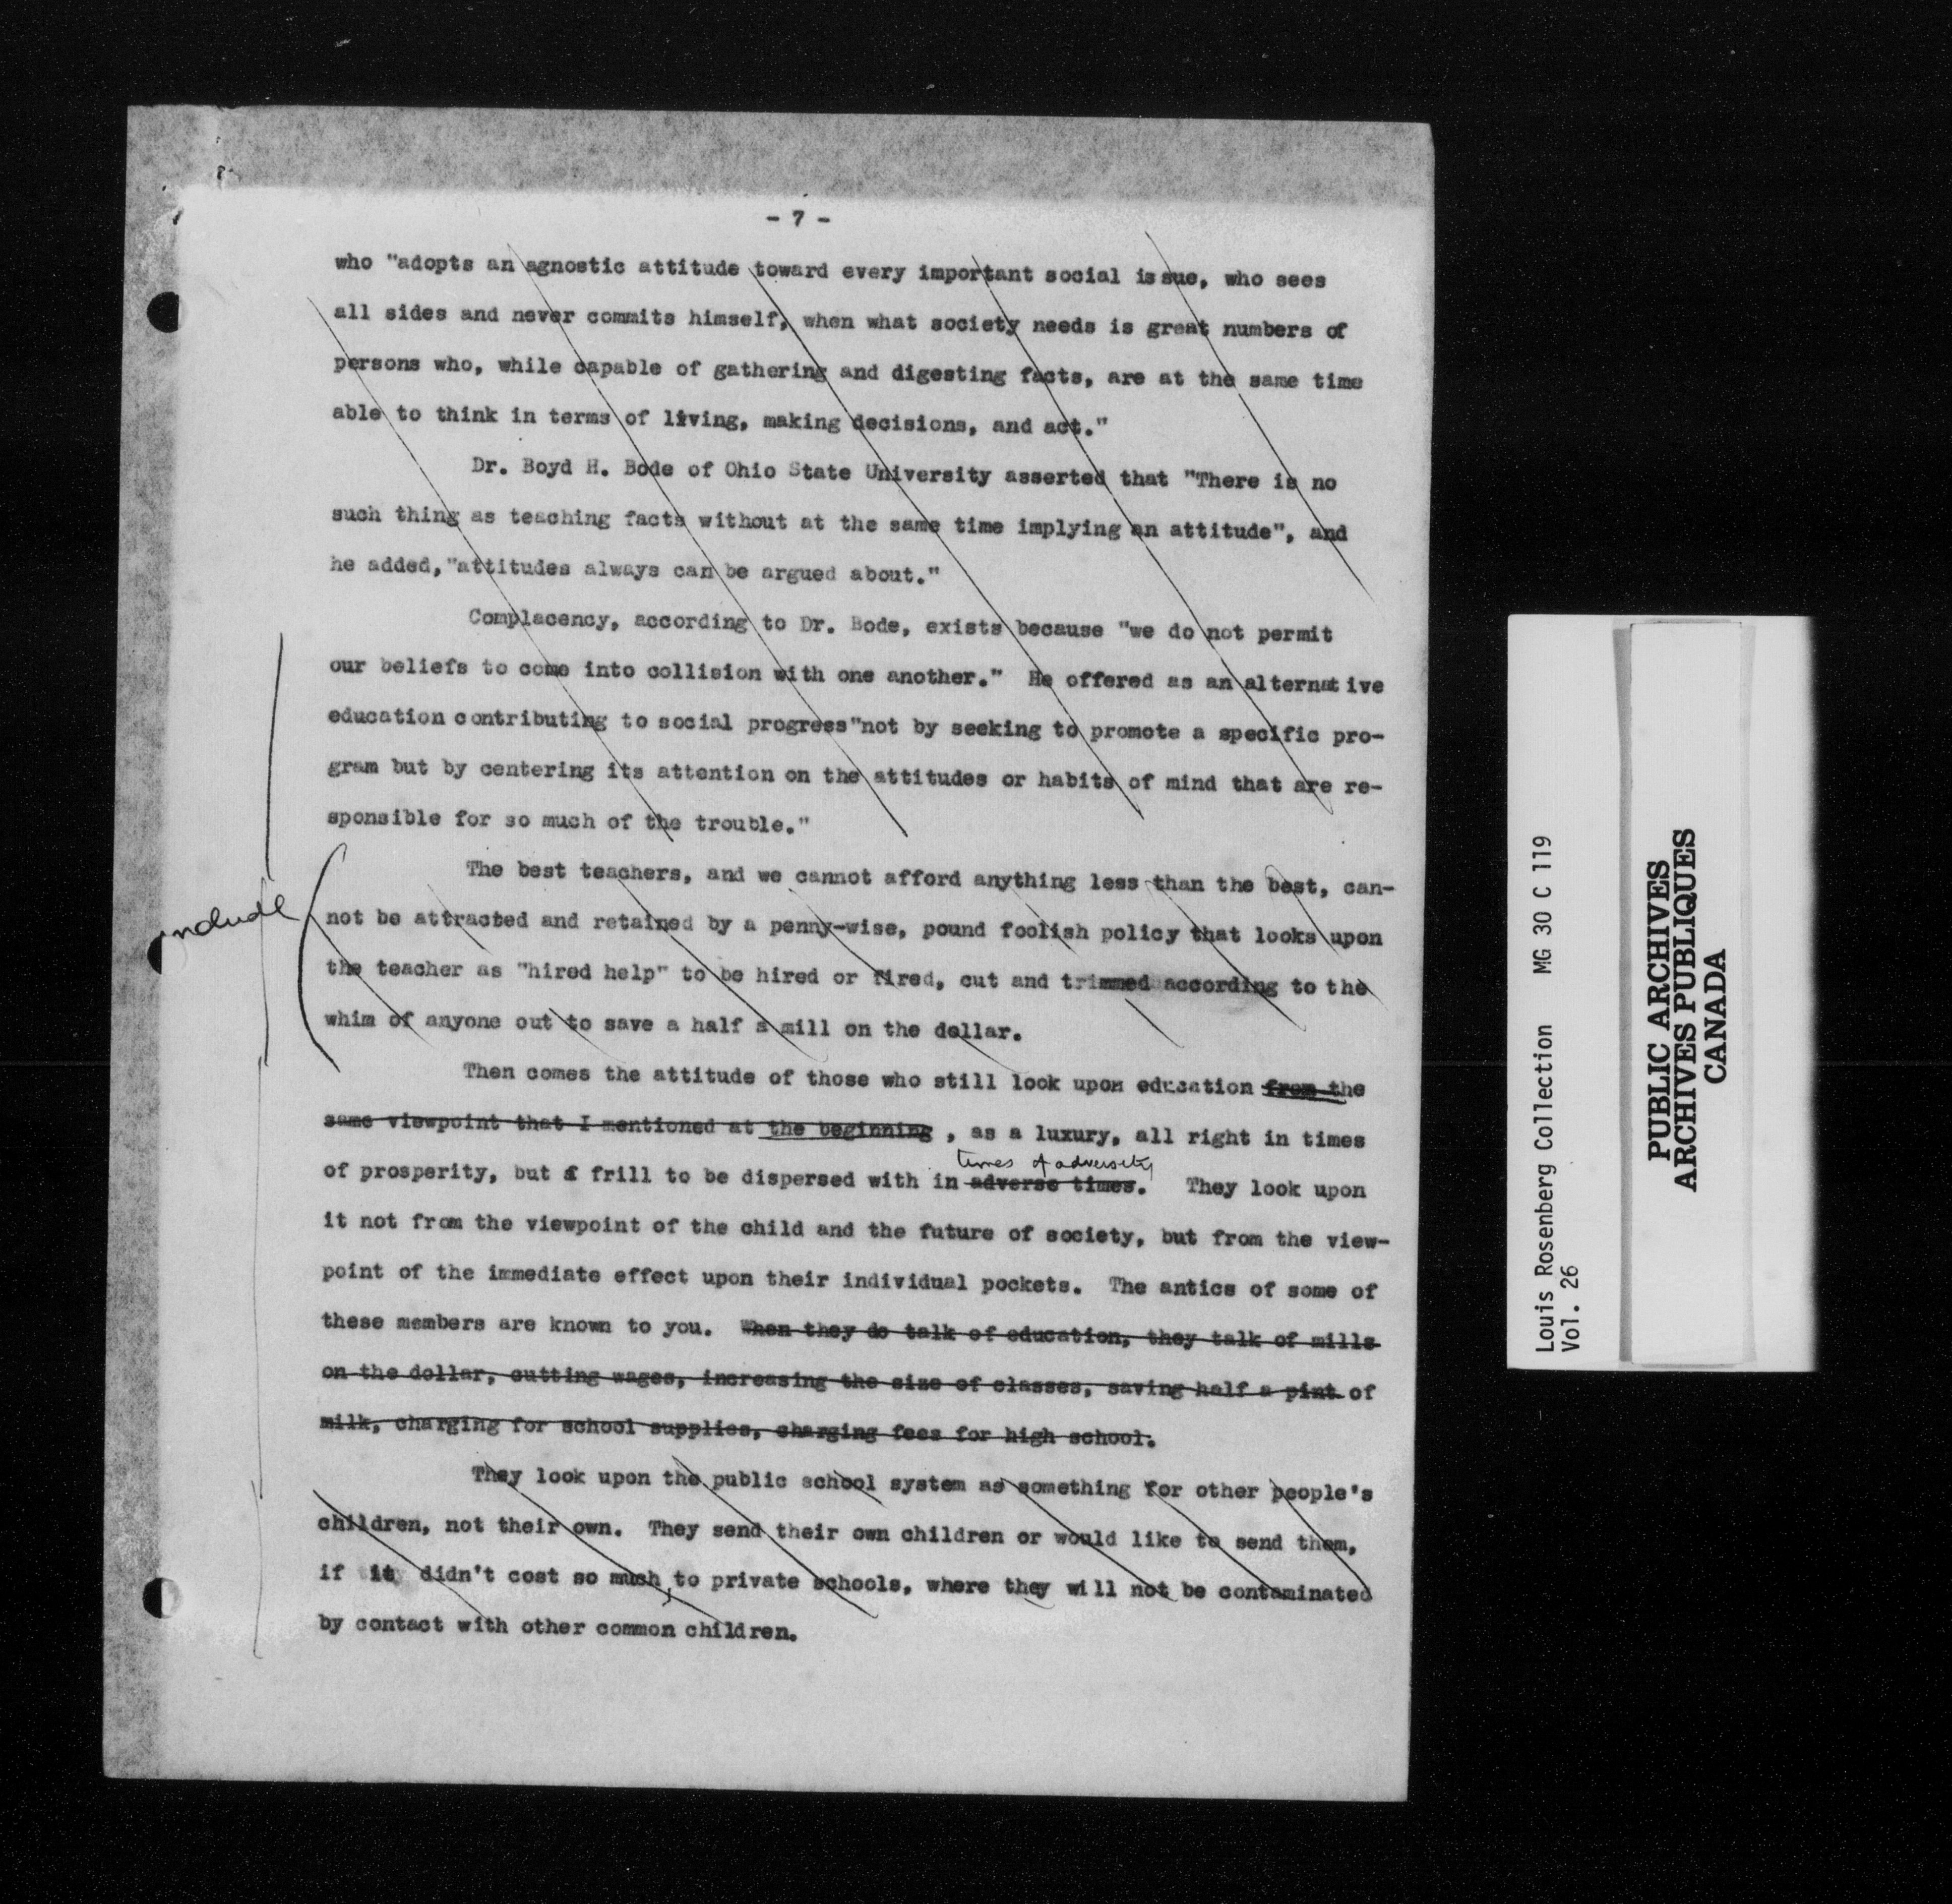 - 7 -
who "adopts an agnostic attitude toward every important social issue, who sees
all sides and never commits himself, when what society needs is great numbers of
persons who, while capable of gathering and digesting facts, are at the same time
able to think in terms of living, making decisions, and act."
Dr. Boyd H. Bode of Ohio State University asserted that "There is no
such thing as teaching facts without at the same time implying an attitude", and
he added,"attitudes always can be argued about."
Complacency, according to Dr. Bode, exists because "we do not permit
our beliefs to come into collision with one another." He offered as an alternative
education contributing to social progress"not by seeking to promote a specific pro-
gram but by centering its attention on the attitudes or habits of mind that are re-
sponsible for so much of the trouble."
include
The best teachers, and we cannot afford anything less than the best, can-
not be attracted and retained by a penny-wise, pound foolish policy that looks upon
the teacher as "hired help" to be hired or fired, cut and trimmed according to the
whim of anyone out to save a half a mill on the dollar.
Then comes the attitude of those who still look upon education from the
same viewpoint that I mentioned at the beginning , as a luxury, all right in times
times of adversity
of prosperity, but a frill to be dispersed with in adverse times. They look upon
it not from the viewpoint of the child and the future of society, but from the view-
point of the immediate effect upon their individual pockets. The antics of some of
these members are known to you. When they do talk of education, they talk of mills
on the dollar, cutting wages, increasing the size of classes, saving half a pint of
milk, charging for school supplies, charging fees for high school.
They look upon the public school system as something for other people's
children, not their own. They send their own children or would like to send them,
if it didn't cost so much, to private schools, where they will not be contaminated
by contact with other common children.
Louis Rosenberg Collection MG 30 C 119
Vol. 26
PUBLIC ARCHIVES
ARCHIVES PUBLIQUES
CANADA